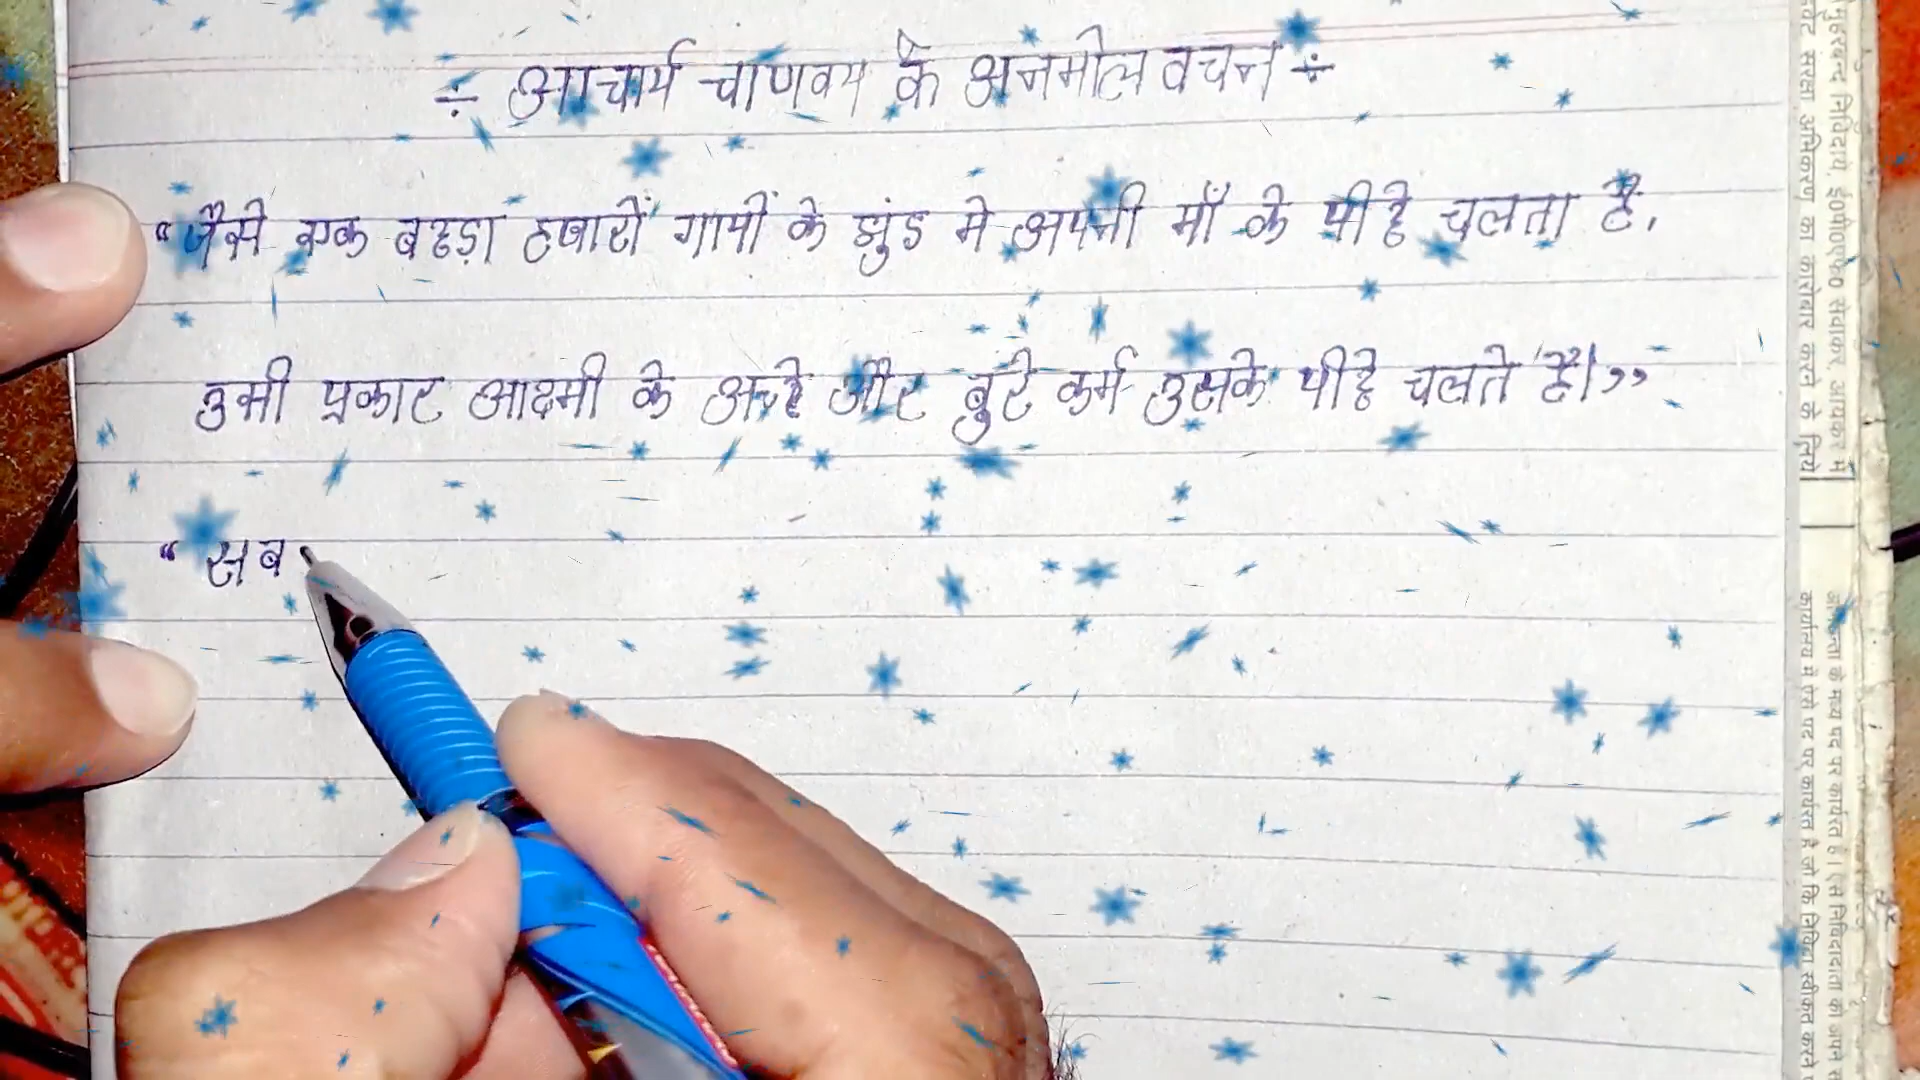 ÷ आचार्य चाणक्य के अनमोल वचन ÷
“जैसे एक बछड़ा हजारों गायों के झुंड मे अपनी माँ के पीछे चलता है,
उसी प्रकार आदमी के अच्छे और बुरे कर्म उसके पीछे चलते हैं।”
“सब